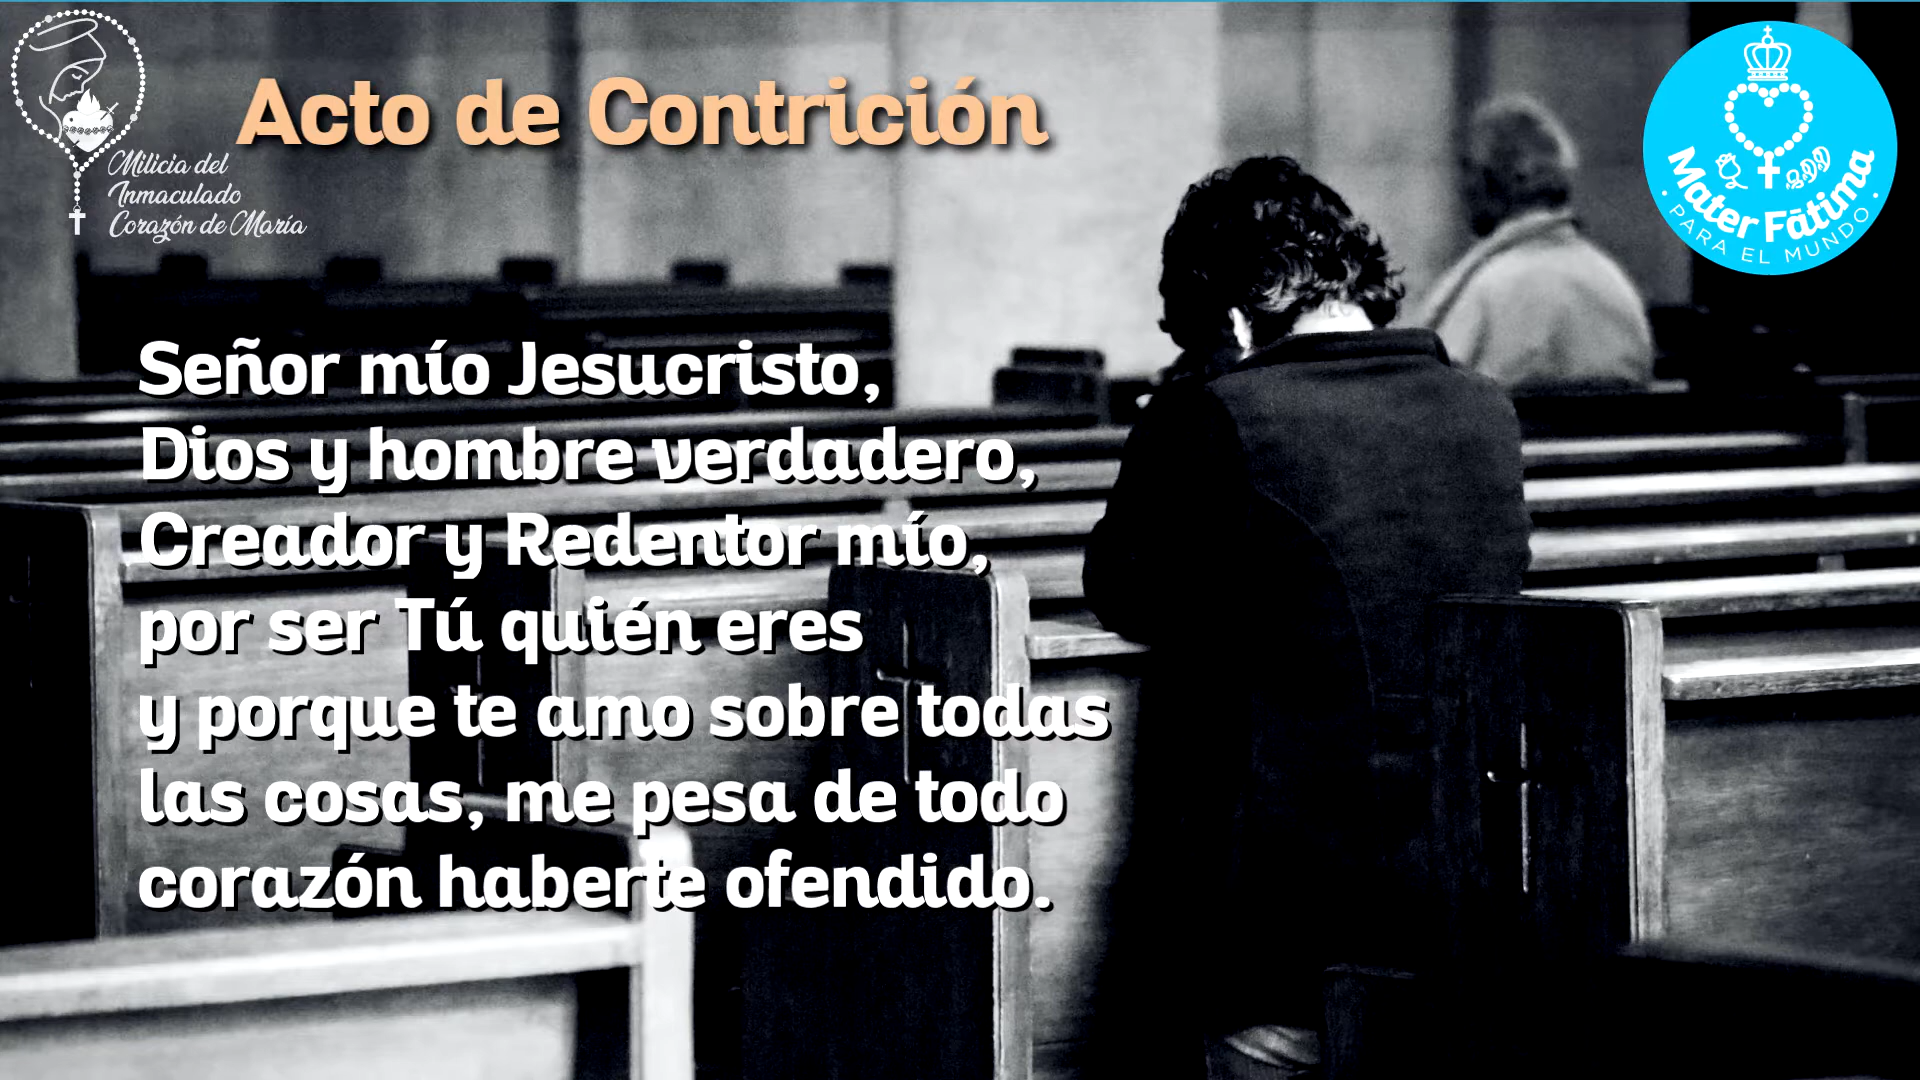 Acto de Contrición
Milicia del
Inmaculado
Corazón de María
Mater Fātima
· PARA EL MUNDO ·
Señor mío Jesucristo,
Dios y hombre verdadero,
Creador y Redentor mío,
por ser Tú quién eres
y porque te amo sobre todas
las cosas, me pesa de todo
corazón haberte ofendido.